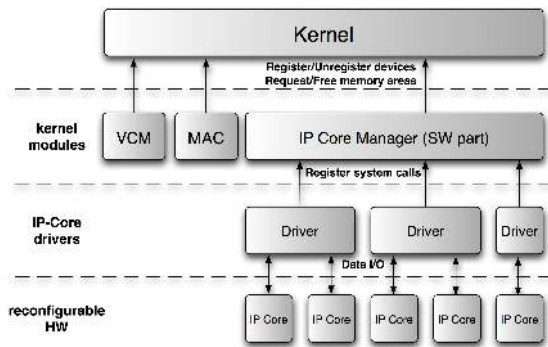 Kernel
Register/Unregister devices
Request/Free memory areas
kernel
modules
VCM
MAC
IP Core Manager (SW part)
Register system calls
IP-Core
drivers
Driver
Driver
Driver
Data I/O
reconfigurable
HW
IP Core
IP Core
IP Core
IP Core
IP Core